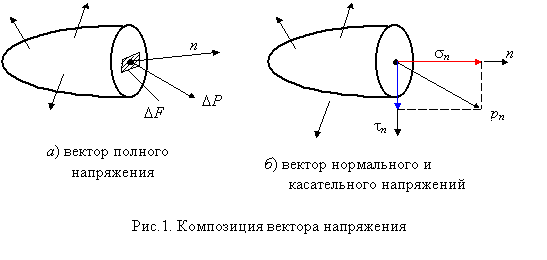 n
ΔF
ΔP
а) вектор полного
напряжения
σn
n
τn
pn
б) вектор нормального и
касательного напряжений
Рис.1. Композиция вектора напряжения